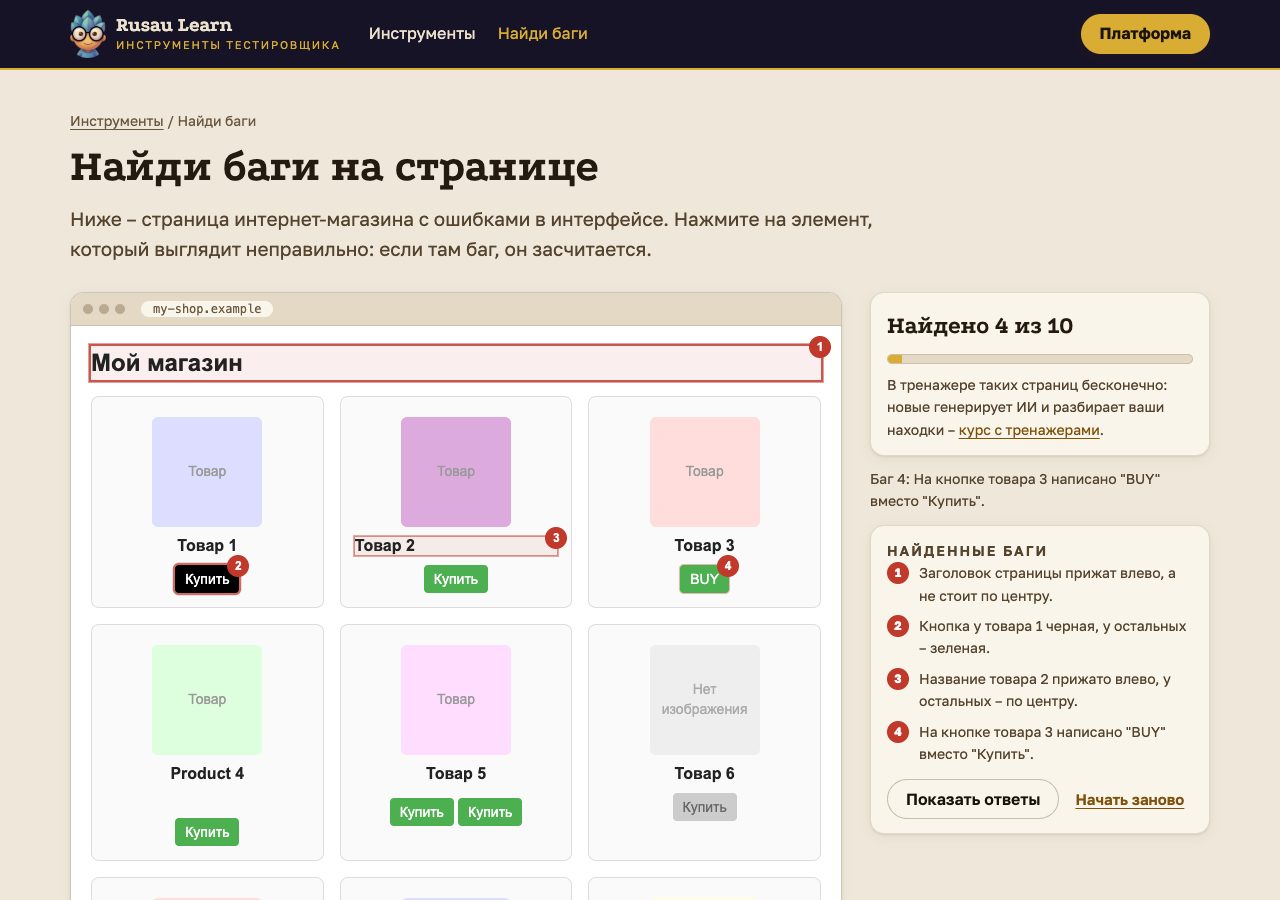 Rusau Learn
ИНСТРУМЕНТЫ ТЕСТИРОВЩИКА
Инструменты
Найди баги
Платформа
Инструменты / Найди баги
Найди баги на странице
Ниже – страница интернет-магазина с ошибками в интерфейсе. Нажмите на элемент,
который выглядит неправильно: если там баг, он засчитается.
my-shop.example
Мой магазин
1
Товар
Товар
Товар
Товар 1
Товар 2
3
Товар 3
Купить
2
Купить
BUY
4
Товар
Товар
Нет
изображения
Product 4
Товар 5
Товар 6
Купить
Купить
Купить
Купить
Найдено 4 из 10
В тренажере таких страниц бесконечно:
новые генерирует ИИ и разбирает ваши
находки – курс с тренажерами.
Баг 4: На кнопке товара 3 написано "BUY"
вместо "Купить".
НАЙДЕННЫЕ БАГИ
1 Заголовок страницы прижат влево, а
не стоит по центру.
2 Кнопка у товара 1 черная, у остальных
– зеленая.
3 Название товара 2 прижато влево, у
остальных – по центру.
4 На кнопке товара 3 написано "BUY"
вместо "Купить".
Показать ответы
Начать заново